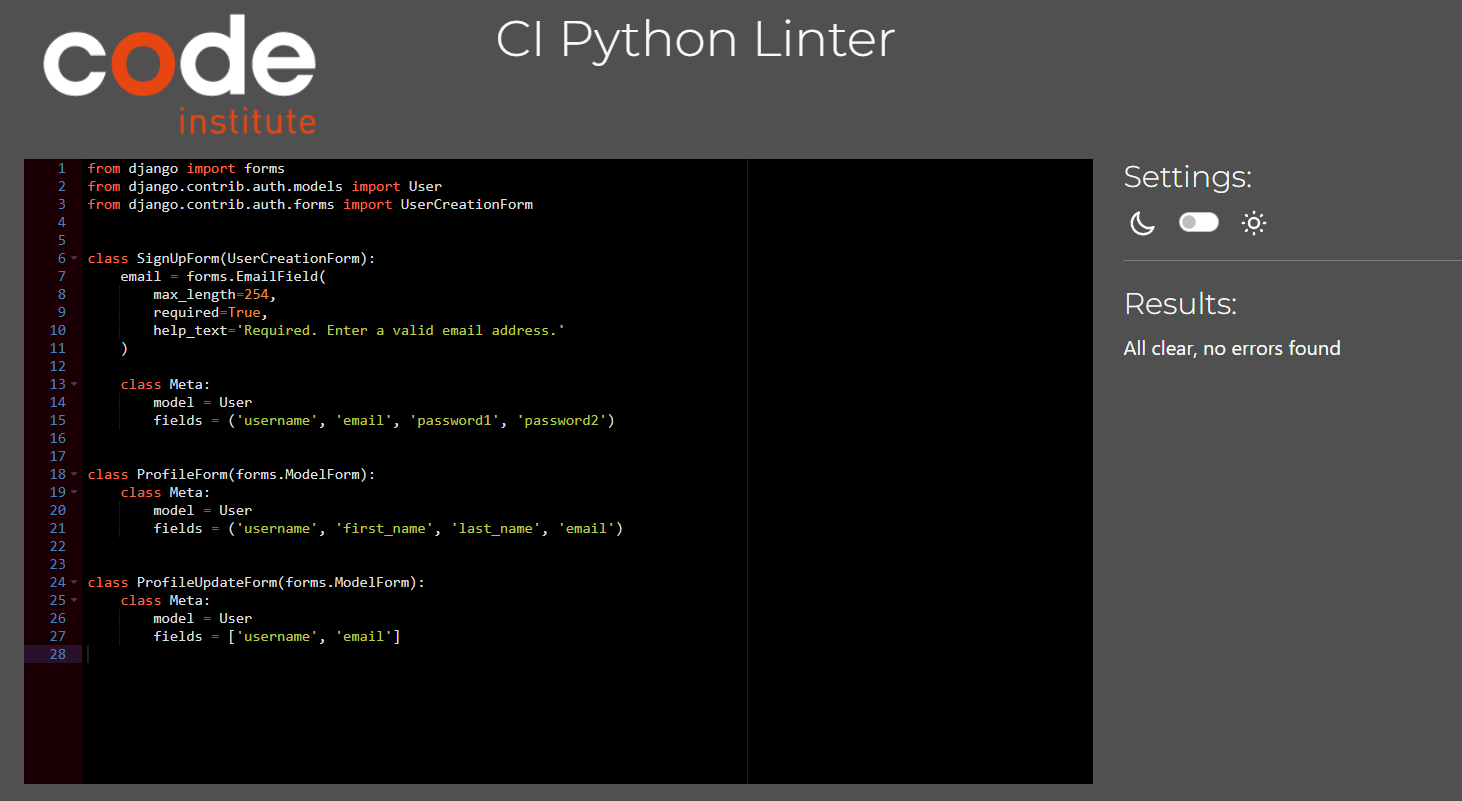 code
institute
CI Python Linter
1 from django import forms
2 from django.contrib.auth.models import User
3 from django.contrib.auth.forms import UserCreationForm
4
5
6 class SignUpForm(UserCreationForm):
7     email = forms.EmailField(
8         max_length=254,
9         required=True,
10         help_text='Required. Enter a valid email address.'
11     )
12
13     class Meta:
14         model = User
15         fields = ('username', 'email', 'password1', 'password2')
16
17
18 class ProfileForm(forms.ModelForm):
19     class Meta:
20         model = User
21         fields = ('username', 'first_name', 'last_name', 'email')
22
23
24 class ProfileUpdateForm(forms.ModelForm):
25     class Meta:
26         model = User
27         fields = ['username', 'email']
28
Settings:
Results:
All clear, no errors found